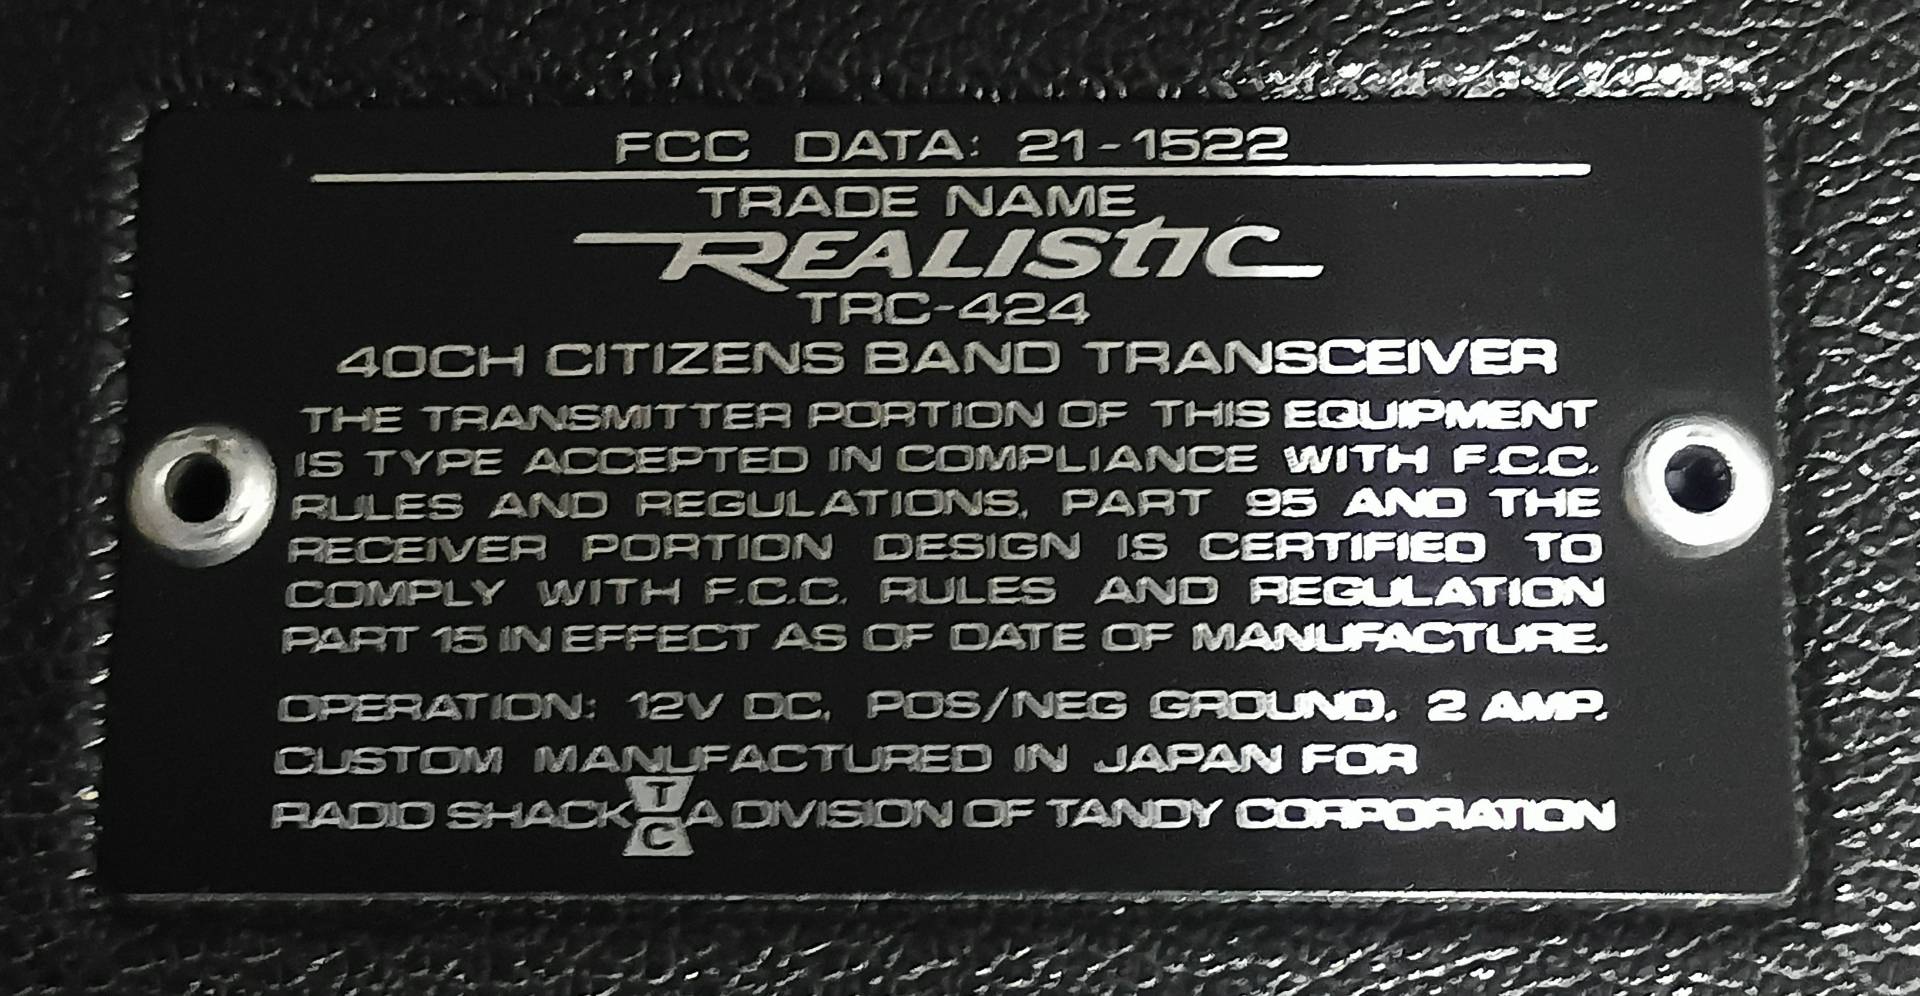 FCC DATA: 21-1522
TRADE NAME
REALISTIC
TRC-424
40CH CITIZENS BAND TRANSCEIVER
THE TRANSMITTER PORTION OF THIS EQUIPMENT
IS TYPE ACCEPTED IN COMPLIANCE WITH F.C.C.
RULES AND REGULATIONS, PART 95 AND THE
RECEIVER PORTION DESIGN IS CERTIFIED TO
COMPLY WITH F.C.C. RULES AND REGULATION
PART 15 IN EFFECT AS OF DATE OF MANUFACTURE.
OPERATION: 12V DC, POS/NEG GROUND, 2 AMP.
CUSTOM MANUFACTURED IN JAPAN FOR
RADIO SHACK TC A DIVISION OF TANDY CORPORATION